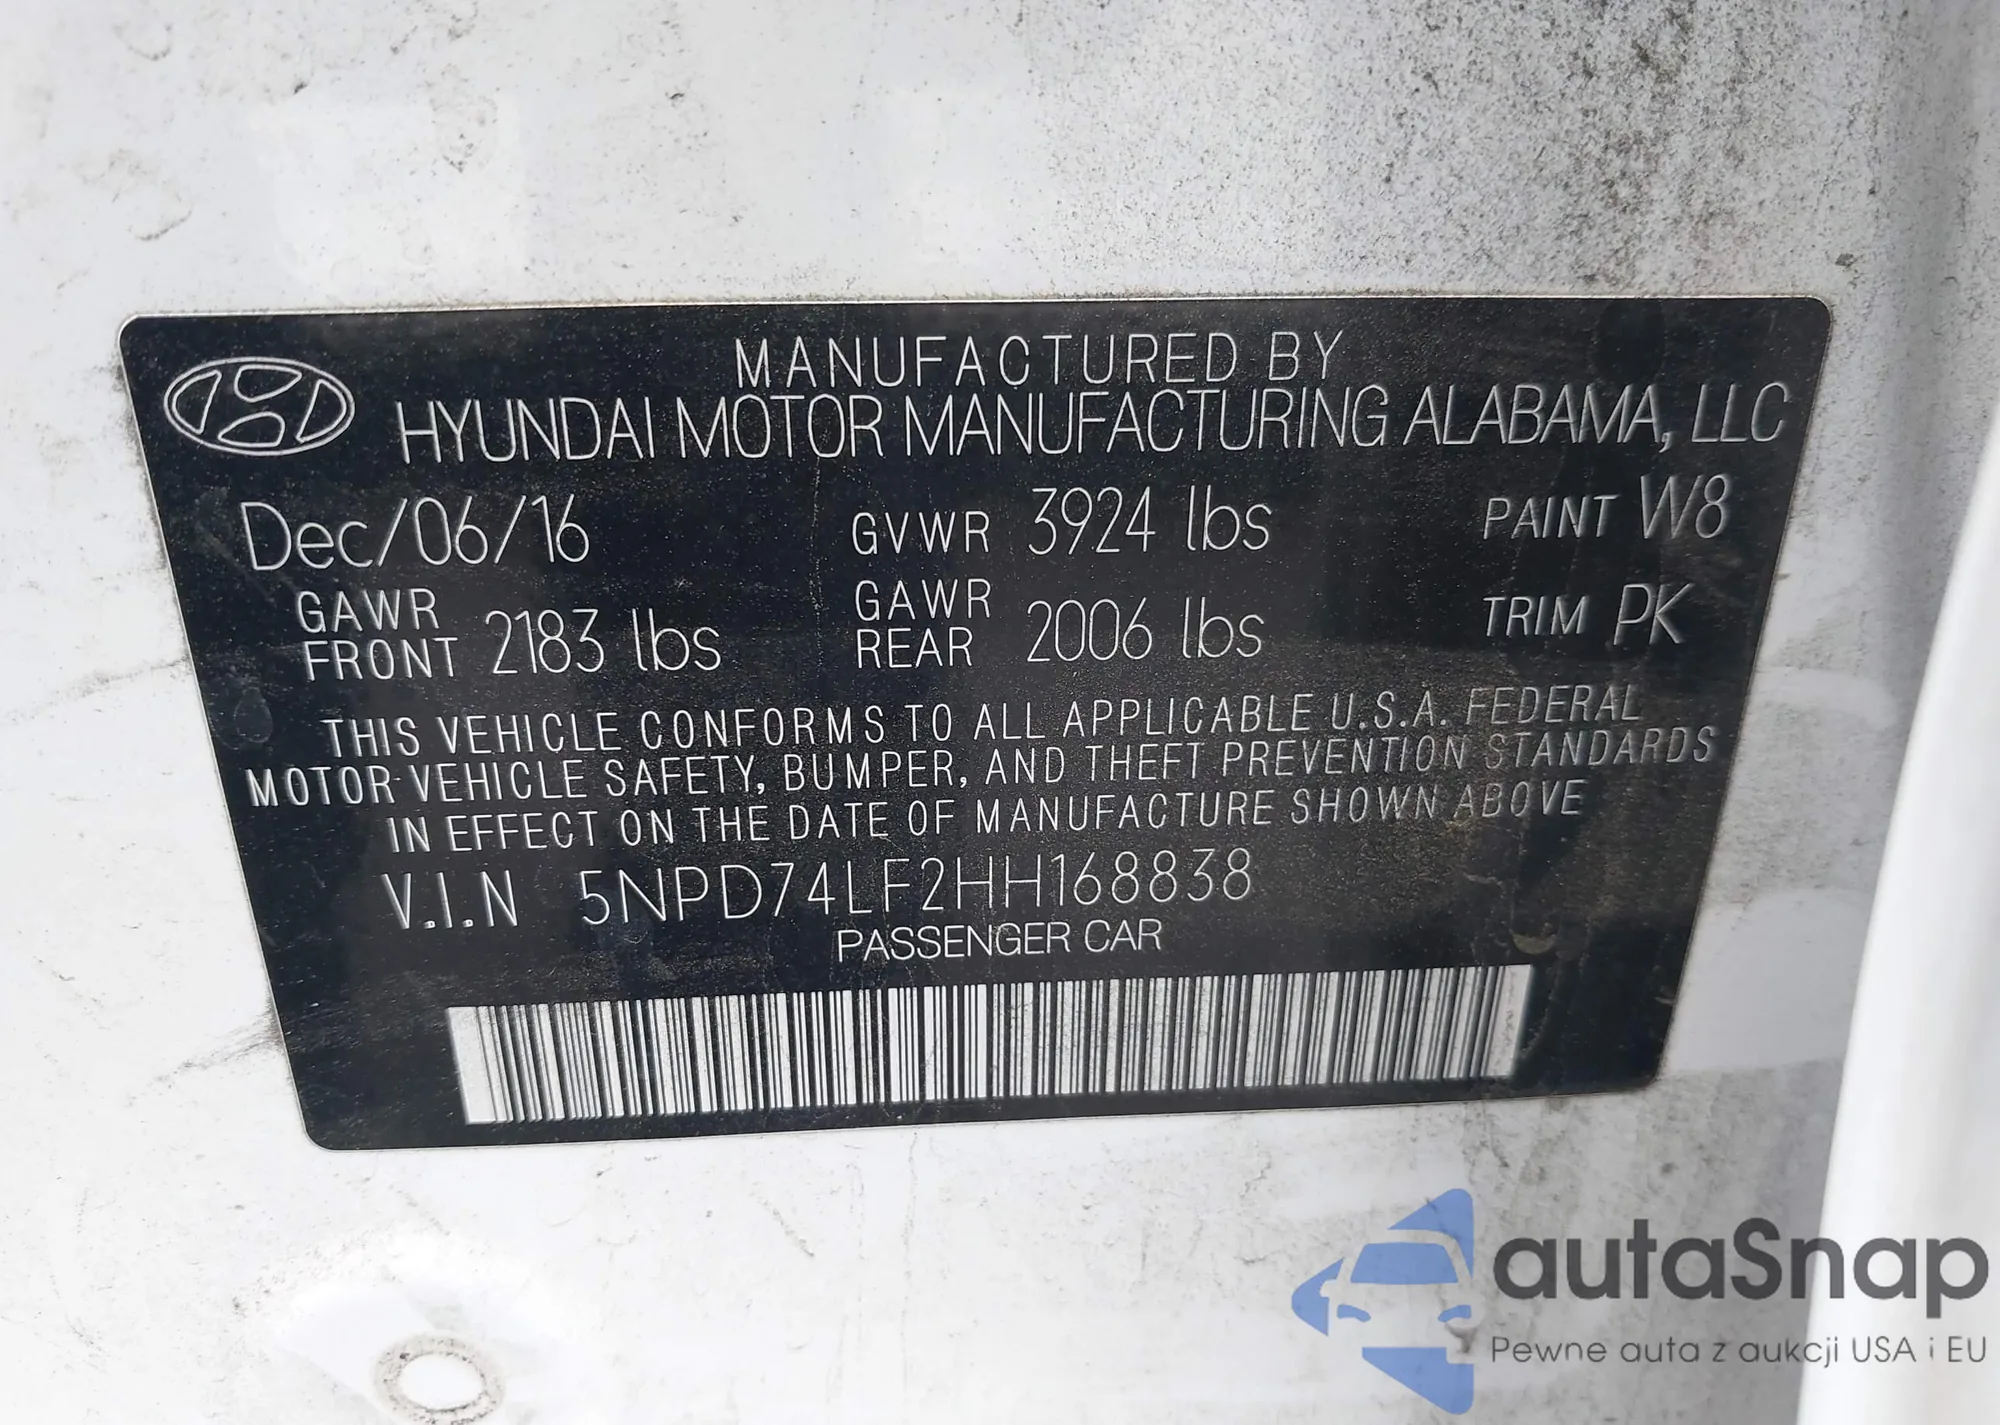 MANUFACTURED BY
HYUNDAI MOTOR MANUFACTURING ALABAMA, LLC
Dec/06/16 GVWR 3924 lbs PAINT W8
GAWR FRONT 2183 lbs GAWR REAR 2006 lbs TRIM PK
THIS VEHICLE CONFORMS TO ALL APPLICABLE U.S.A. FEDERAL
MOTOR VEHICLE SAFETY, BUMPER, AND THEFT PREVENTION STANDARDS
IN EFFECT ON THE DATE OF MANUFACTURE SHOWN ABOVE
V.I.N 5NPD74LF2HH168838
PASSENGER CAR
autaSnap
Pewne auta z aukcji USA i EU